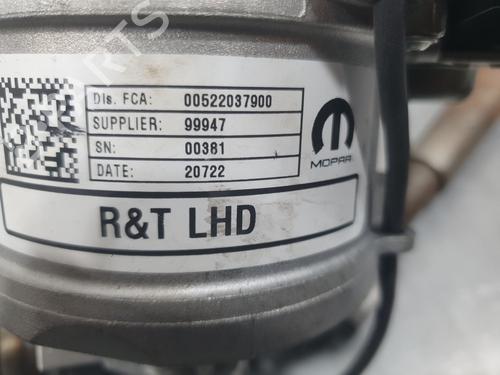 DIs. FCA: 00522037900
SUPPLIER: 99947
SN: 00381
DATE: 20722
MOPAR
R&T LHD